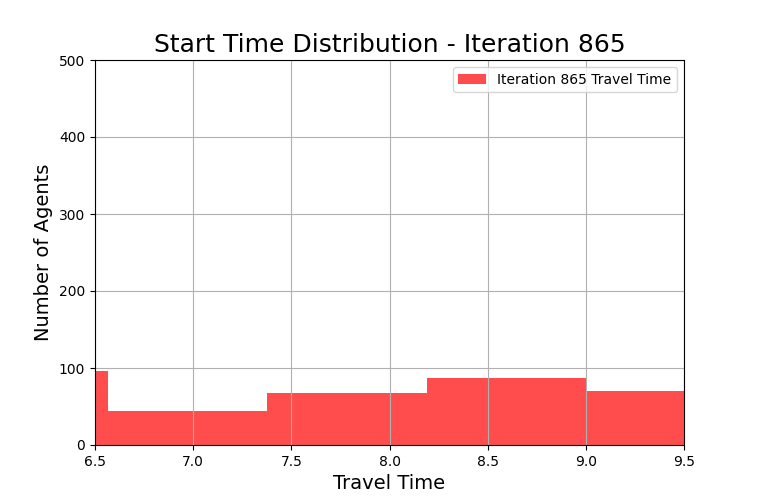 Start Time Distribution - Iteration 865
Iteration 865 Travel Time
Number of Agents
500
400
300
200
100
0
6.5 7.0 7.5 8.0 8.5 9.0 9.5
Travel Time